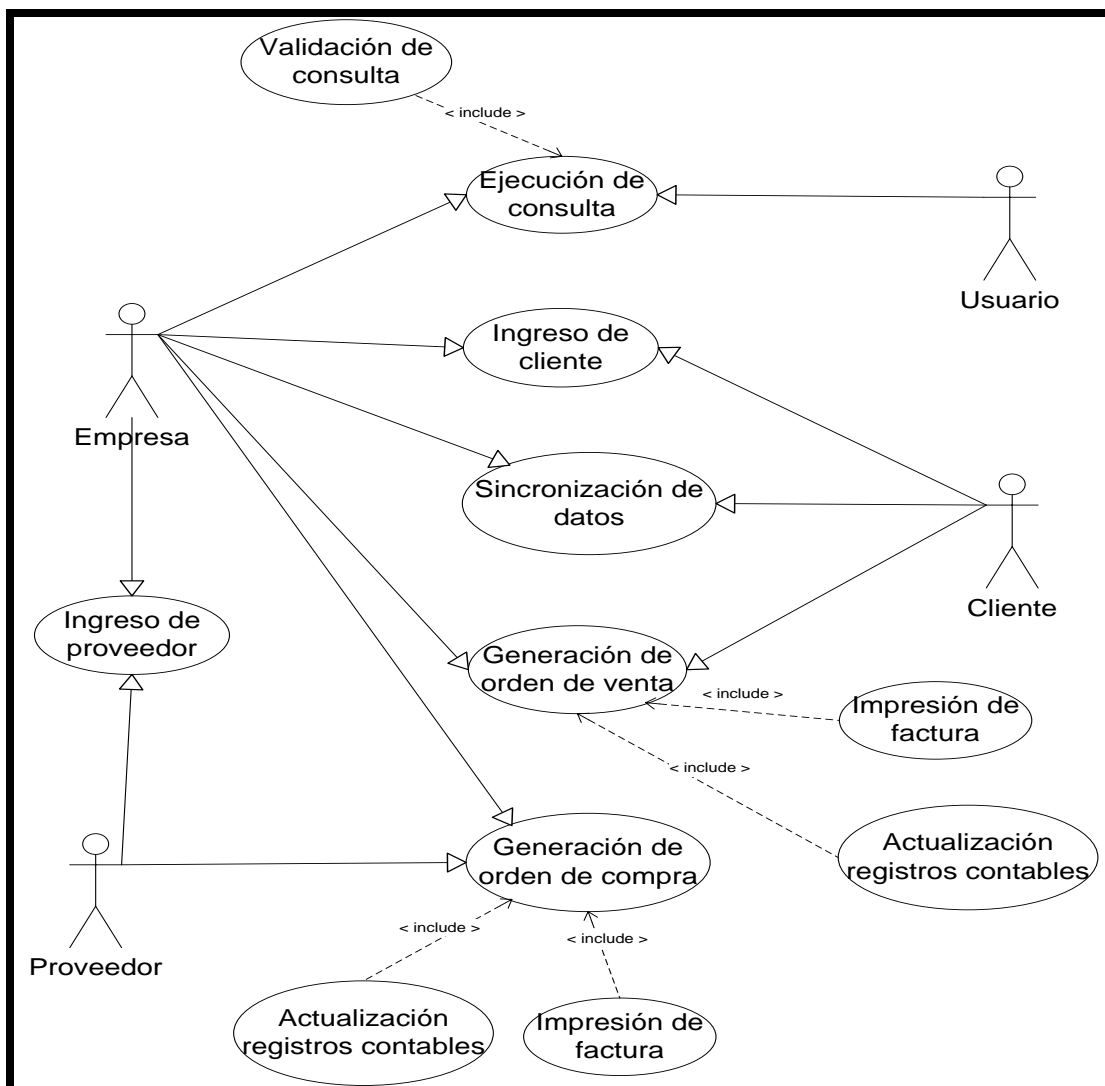 Validación de
consulta
< include >
Ejecución de
consulta
Usuario
Ingreso de
cliente
Empresa
Sincronización de
datos
Cliente
Ingreso de
proveedor
Generación de
orden de venta
< include >
Impresión de
factura
< include >
Actualización
registros contables
Generación de
orden de compra
Proveedor
< include >
< include >
Actualización
registros contables
Impresión de
factura